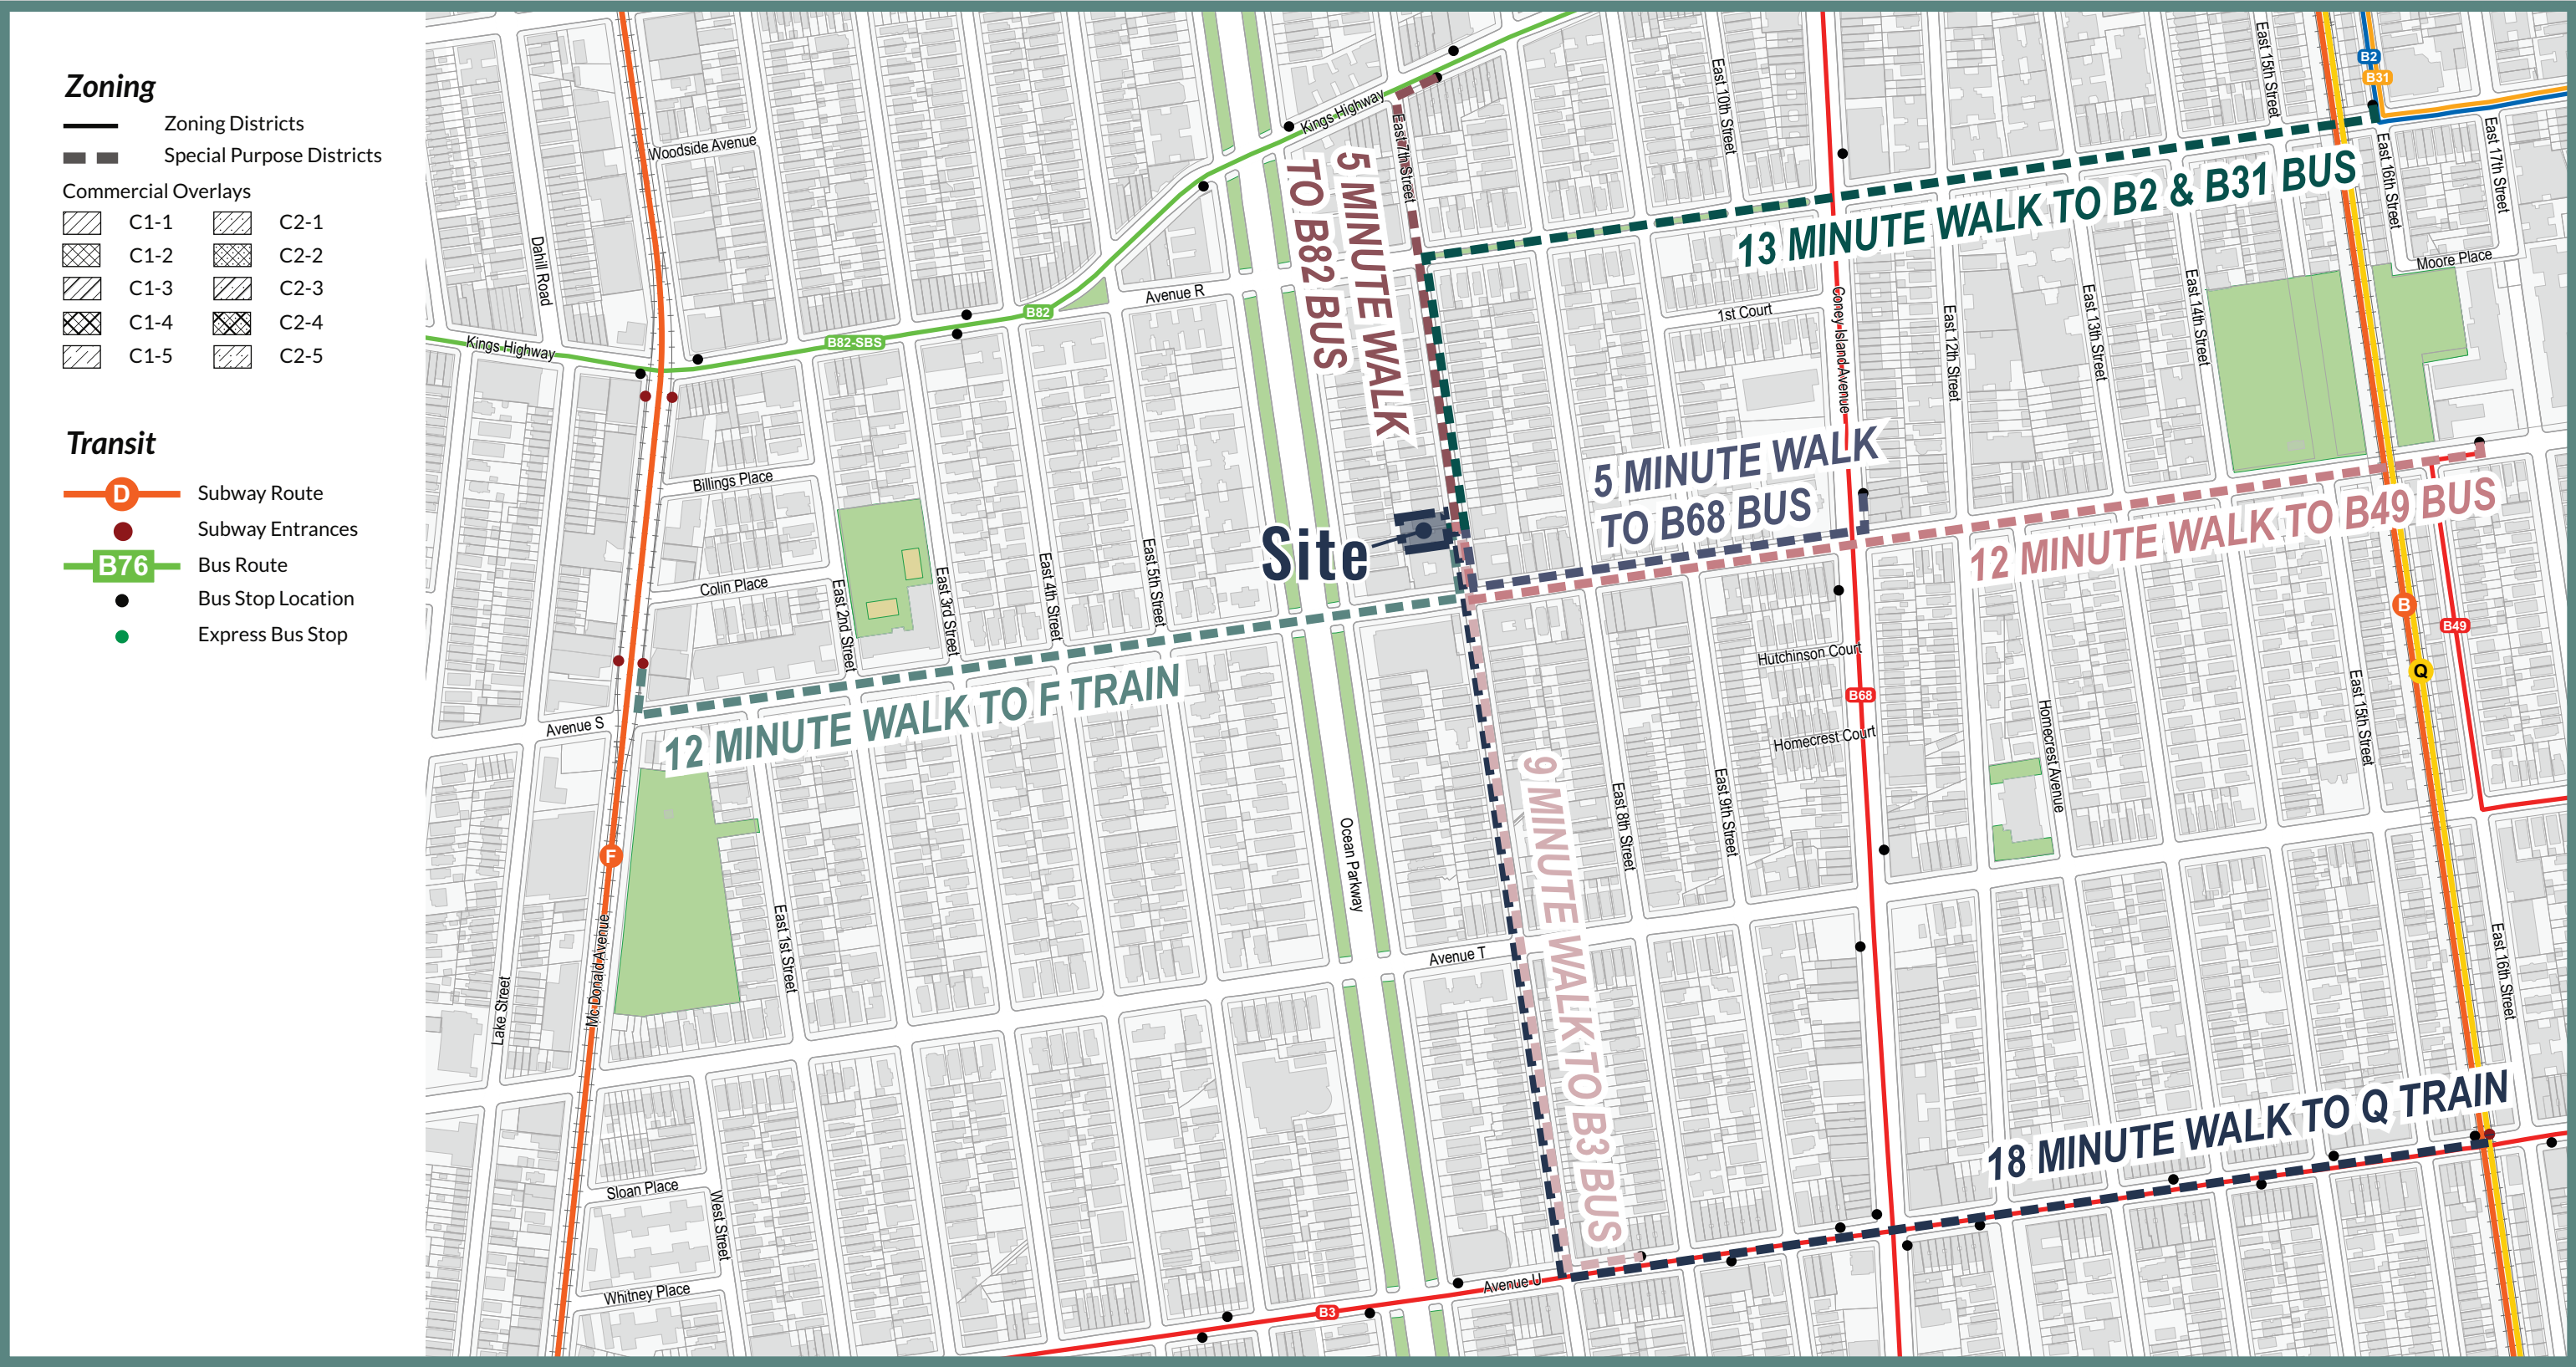 Zoning
Zoning Districts
Special Purpose Districts
Commercial Overlays
C1-1 C2-1
C1-2 C2-2
C1-3 C2-3
C1-4 C2-4
C1-5 C2-5
Transit
D Subway Route
Subway Entrances
B76 Bus Route
Bus Stop Location
Express Bus Stop
Woodside Avenue
Dahill Road
Kings Highway
Kings Highway
B82-SBS
B82
Avenue R
East 7th Street
East 10th Street
East 15th Street
B2
B31
East 16th Street
East 17th Street
Moore Place
5 MINUTE WALK
TO B82 BUS
13 MINUTE WALK TO B2 & B31 BUS
1st Court
Coney Island Avenue
East 12th Street
East 13th Street
East 14th Street
Billings Place
Colin Place
East 2nd Street
East 3rd Street
East 4th Street
East 5th Street
Site
5 MINUTE WALK
TO B68 BUS
12 MINUTE WALK TO B49 BUS
B
B49
Q
Hutchinson Court
B68
Homecrest Court
Homecrest Avenue
East 15th Street
Avenue S
12 MINUTE WALK TO F TRAIN
F
Mc Donald Avenue
Lake Street
East 1st Street
Ocean Parkway
9 MINUTE WALK TO B3 BUS
East 8th Street
East 9th Street
Avenue T
East 16th Street
18 MINUTE WALK TO Q TRAIN
Sloan Place
West Street
Whitney Place
Avenue U
B3